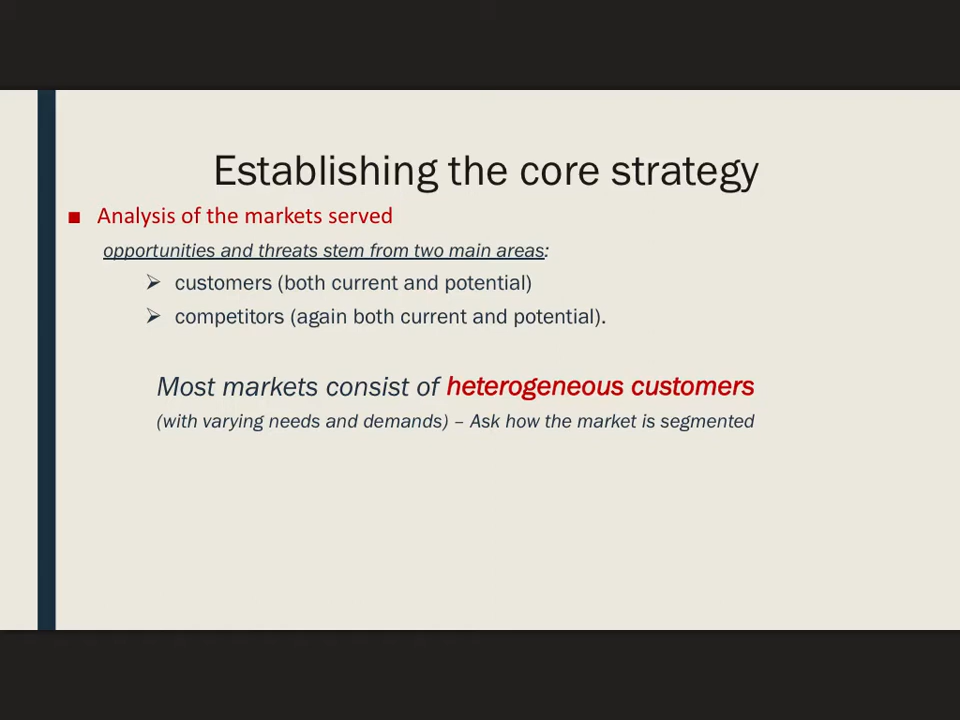 Establishing the core strategy
■ Analysis of the markets served
opportunities and threats stem from two main areas:
➢ customers (both current and potential)
➢ competitors (again both current and potential).
Most markets consist of heterogeneous customers
(with varying needs and demands) – Ask how the market is segmented